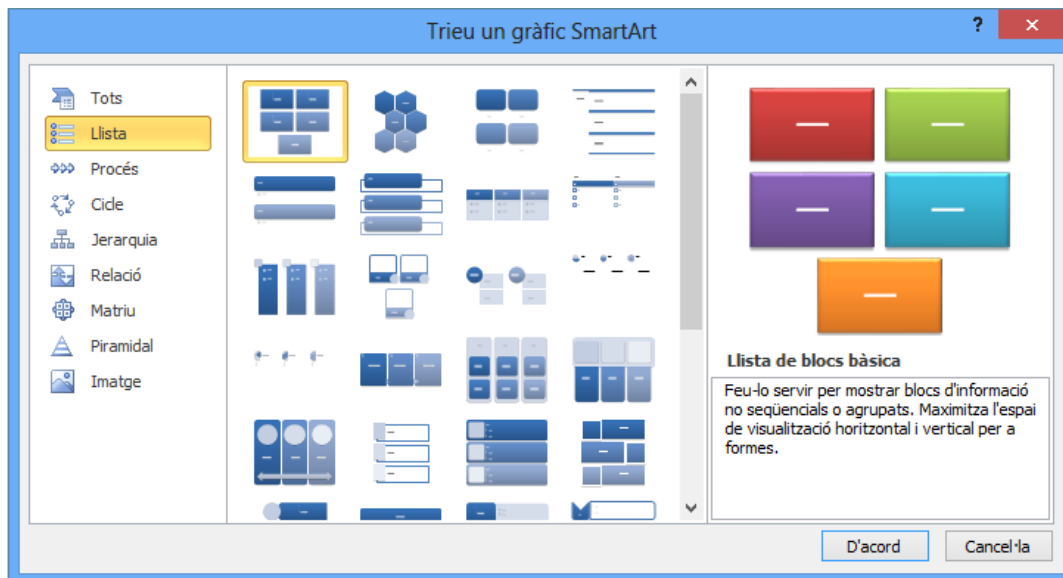 Trieu un gràfic SmartArt
?
Tots
Llista
Procés
Cicle
Jerarquia
Relació
Matriu
Piramidal
Imatge
Llista de blocs bàsica
Feu-lo servir per mostrar blocs d'informació
no seqüencials o agrupats. Maximitza l'espai
de visualització horitzontal i vertical per a
formes.
D'acord
Cancel·la